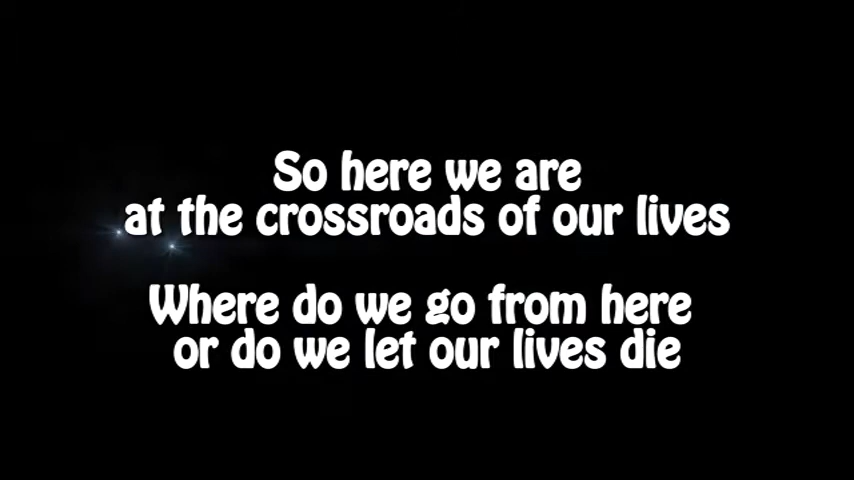 So here we are
at the crossroads of our lives
Where do we go from here
or do we let our lives die